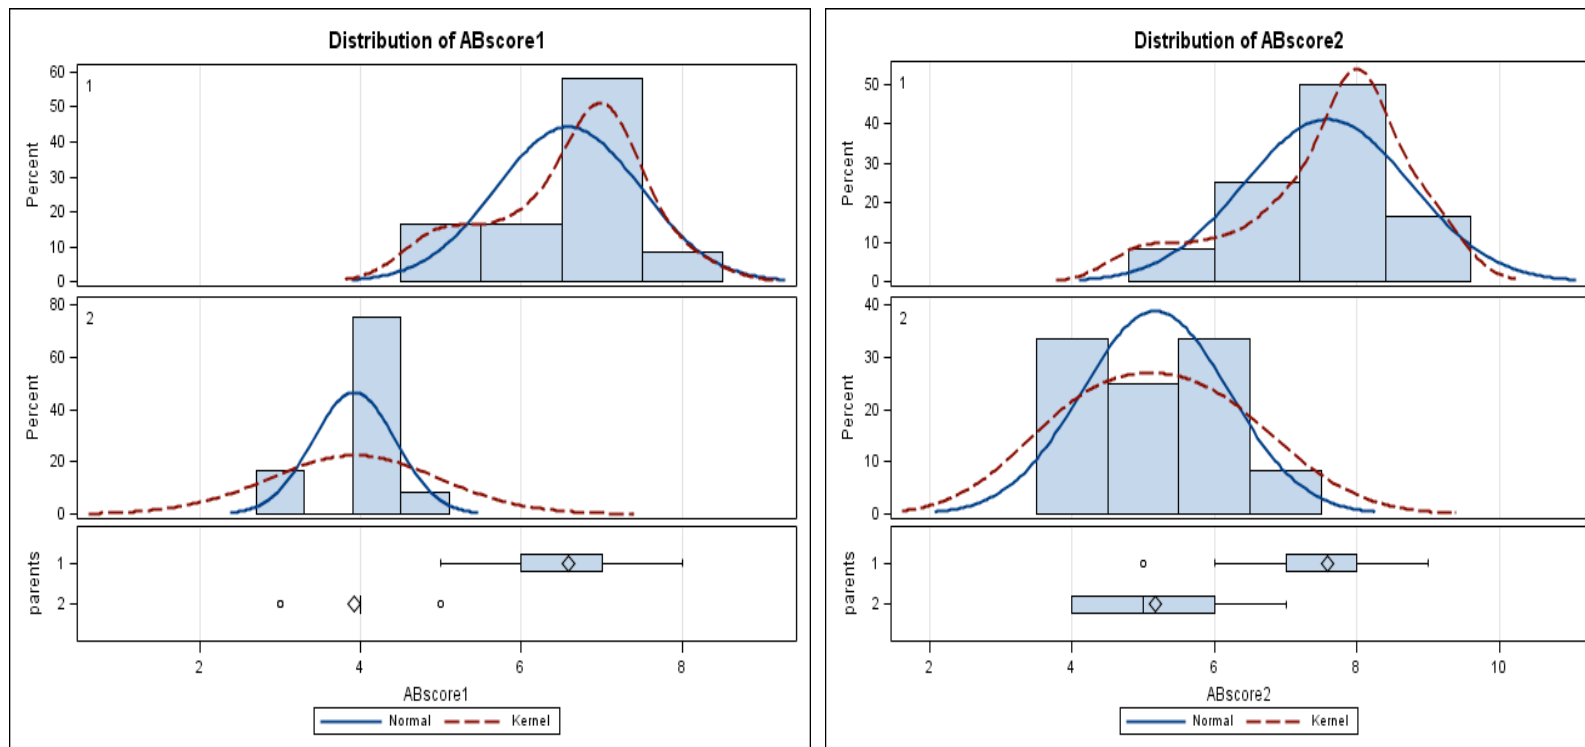 Distribution of ABscore1
1
Percent
60
50
40
30
20
10
0
2
Percent
80
60
40
20
0
parents
1
2
2 4 6 8
ABscore1
Normal Kernel
Distribution of ABscore2
1
Percent
50
40
30
20
10
0
2
Percent
40
30
20
10
0
parents
1
2
2 4 6 8 10
ABscore2
Normal Kernel